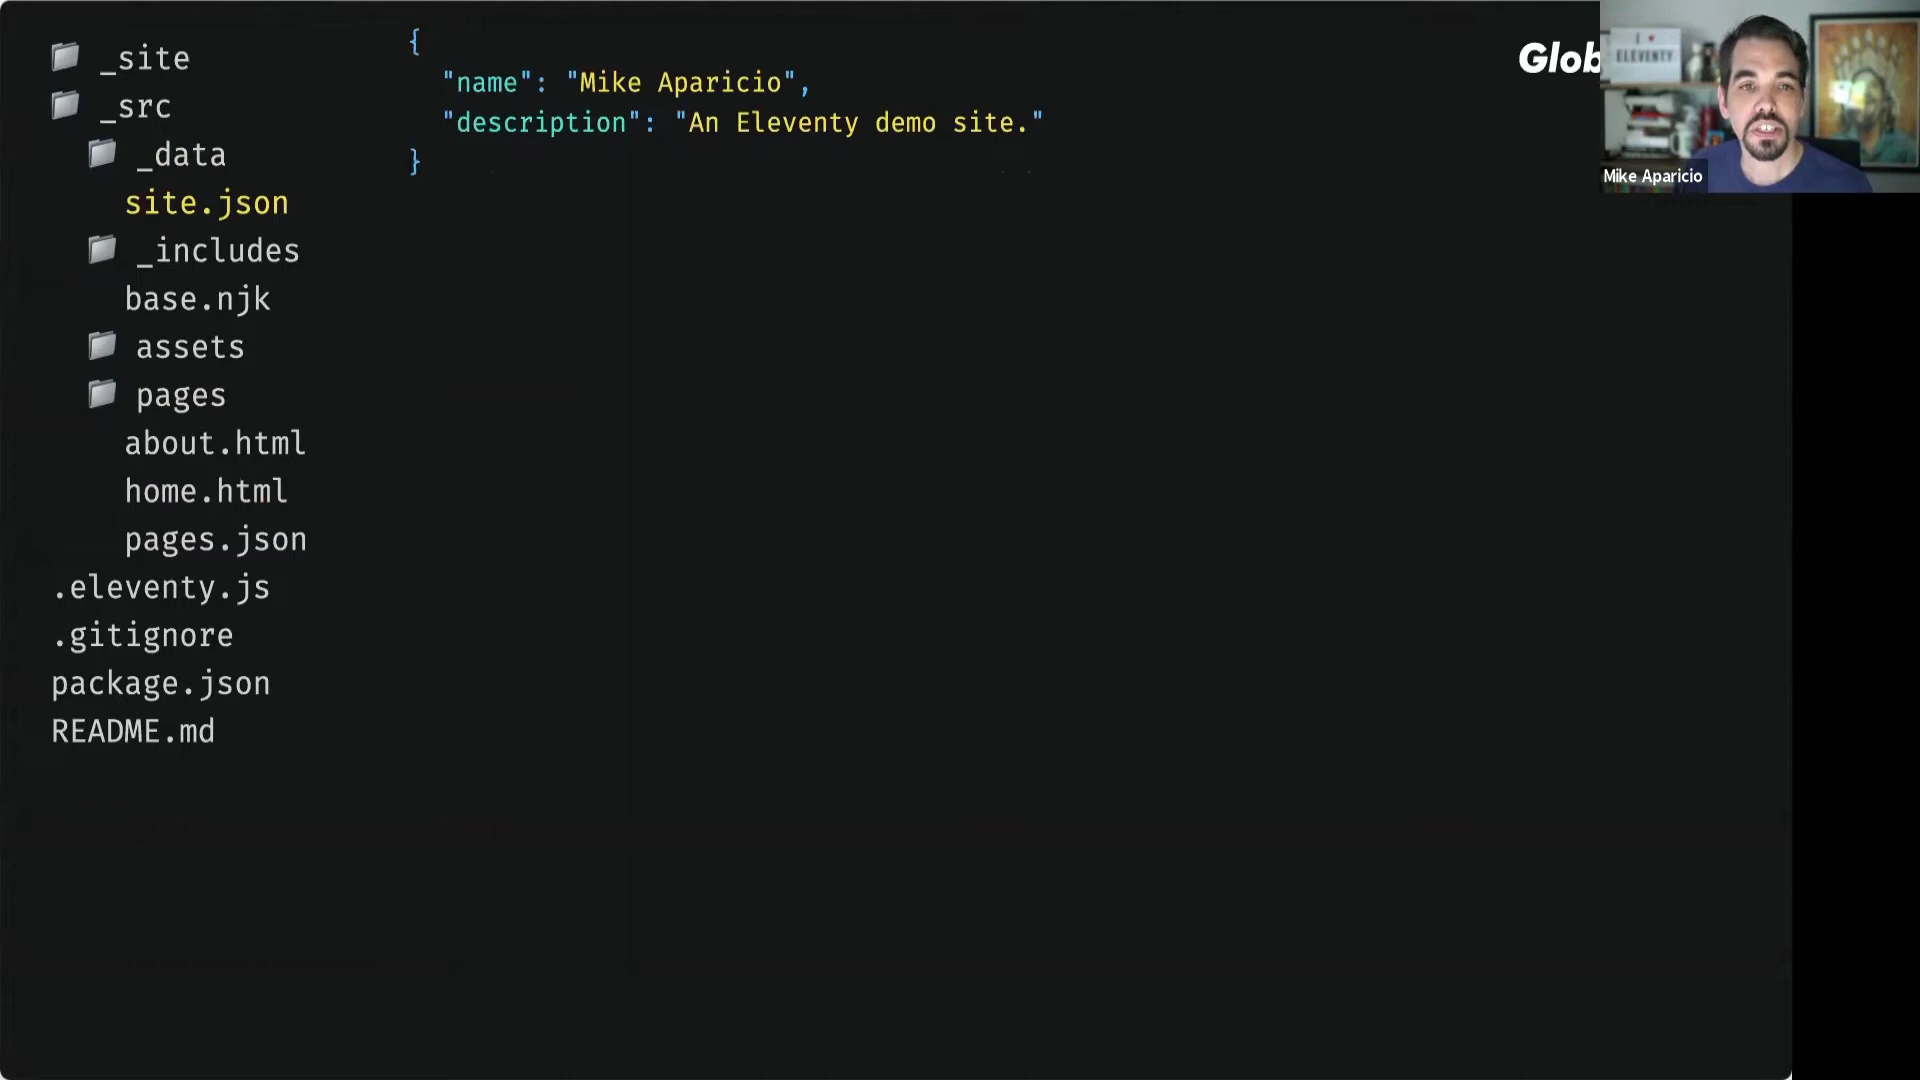 _site
_src
_data
site.json
_includes
base.njk
assets
pages
about.html
home.html
pages.json
.eleventy.js
.gitignore
package.json
README.md
{
"name": "Mike Aparicio",
"description": "An Eleventy demo site."
}
Glob
I ♥
ELEVENTY
Mike Aparicio